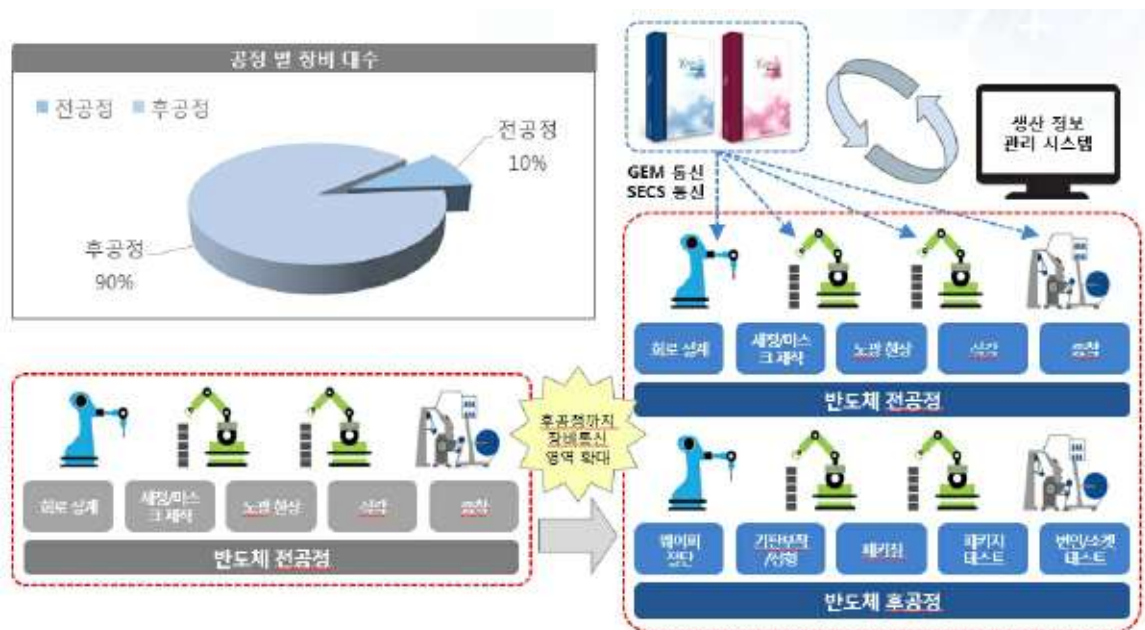 공정 별 장비 대수
전공정 후공정
전공정
10%
후공정
90%
GEM 통신
SECS 통신
생산 정보
관리 시스템
회로 설계
세정/마스
크 제작
노광 현상
식각
증착
반도체 전공정
후공정까지
장비통신
영역 확대
회로 설계
세정/마스
크 제작
노광 현상
식각
증착
반도체 전공정
웨이퍼
절단
기판부착
/성형
패키징
패키지
테스트
번인/소켓
테스트
반도체 후공정